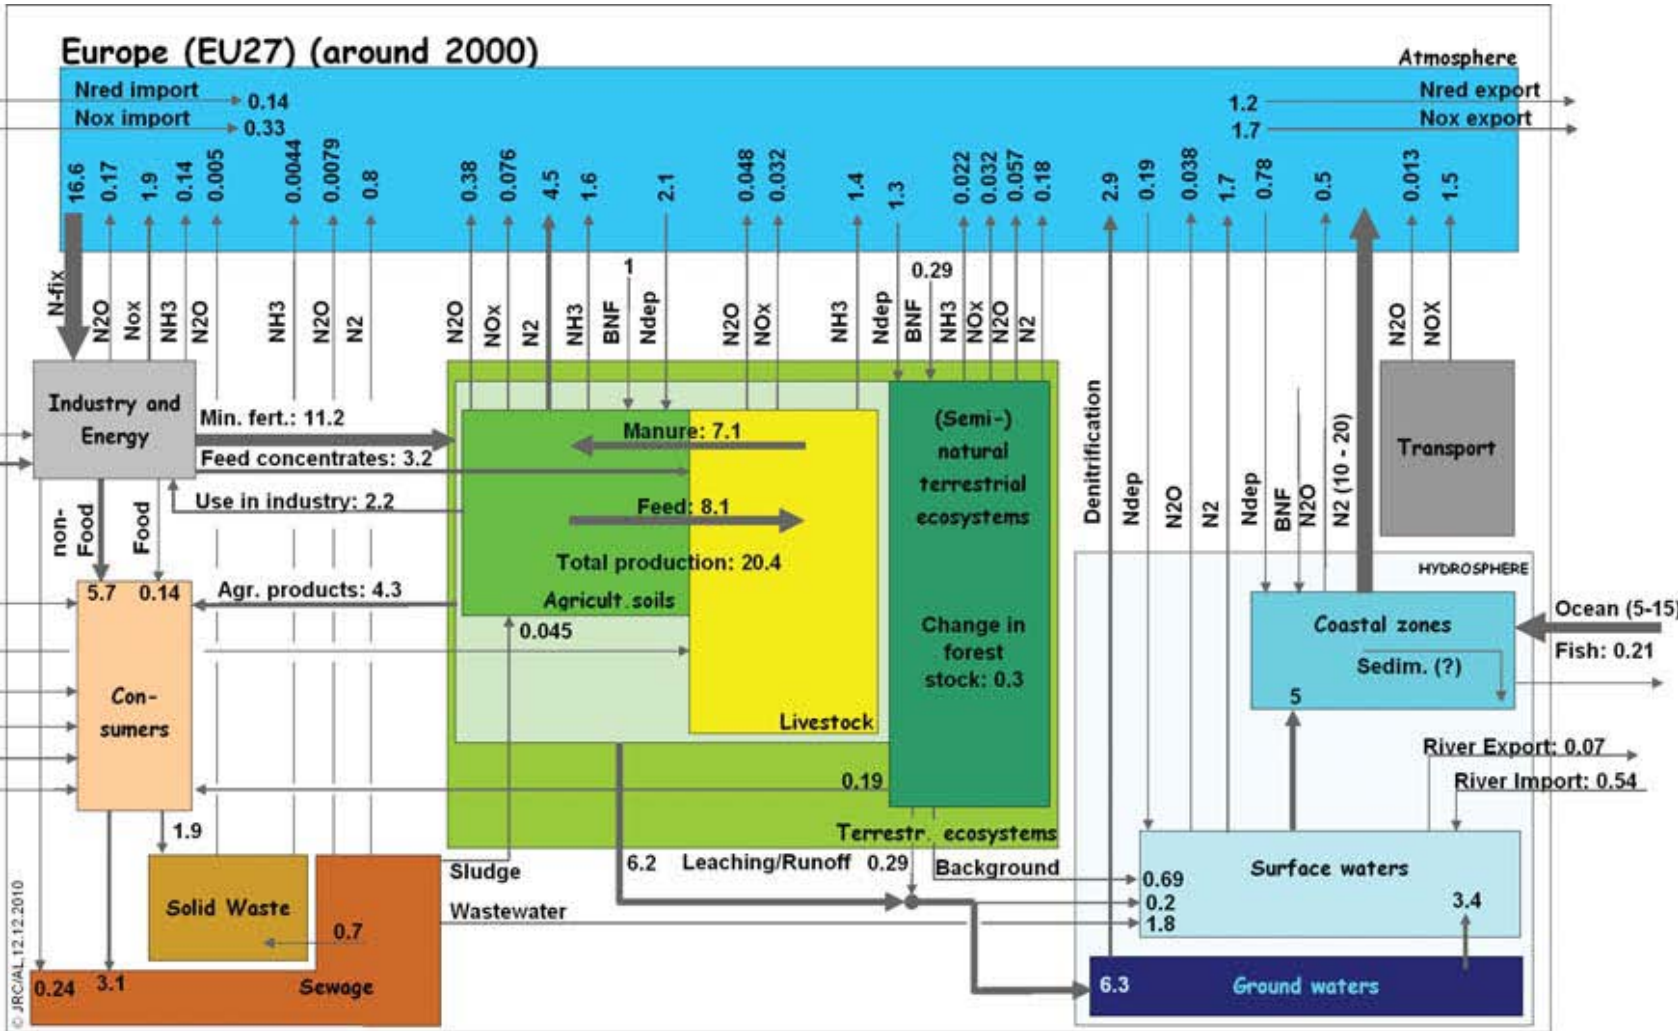 Europe (EU27) (around 2000)
Atmosphere
Nred import
0.14
Nox import
0.33
1.2
Nred export
1.7
Nox export
16.6
0.17
1.9
0.14
0.005
0.0044
0.0079
0.8
0.38
0.076
4.5
1.6
2.1
0.048
0.032
1.4
1.3
0.022
0.032
0.057
0.18
2.9
0.19
0.038
1.7
0.78
0.5
0.013
1.5
1
0.29
N-fix
N2O
Nox
NH3
N2O
NH3
N2O
N2
N2O
NOx
N2
NH3
BNF
Ndep
N2O
NOx
NH3
Ndep
BNF
NH3
NOx
N2O
N2
Denitrification
Ndep
N2O
N2
Ndep
BNF
N2O
N2 (10 - 20)
N2O
NOX
Industry and
Energy
Min. fert.: 11.2
Feed concentrates: 3.2
Use in industry: 2.2
non-
Food
Food
Manure: 7.1
Feed: 8.1
Total production: 20.4
Agricult.soils
Livestock
(Semi-)
natural
terrestrial
ecosystems
Change in
forest
stock: 0.3
Transport
HYDROSPHERE
5.7
0.14
Agr. products: 4.3
0.045
Con-
sumers
Coastal zones
Sedim. (?)
Ocean (5-15)
Fish: 0.21
5
River Export: 0.07
River Import: 0.54
0.19
Terrestr. ecosystems
1.9
6.2
Leaching/Runoff
0.29
Background
Sludge
Wastewater
0.69
0.2
1.8
Surface waters
3.4
Solid Waste
0.7
0.24
3.1
Sewage
6.3
Ground waters
© JRC/AL, 12.12.2010